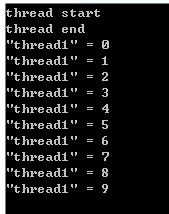 thread start
thread end
"thread1" = 0
"thread1" = 1
"thread1" = 2
"thread1" = 3
"thread1" = 4
"thread1" = 5
"thread1" = 6
"thread1" = 7
"thread1" = 8
"thread1" = 9